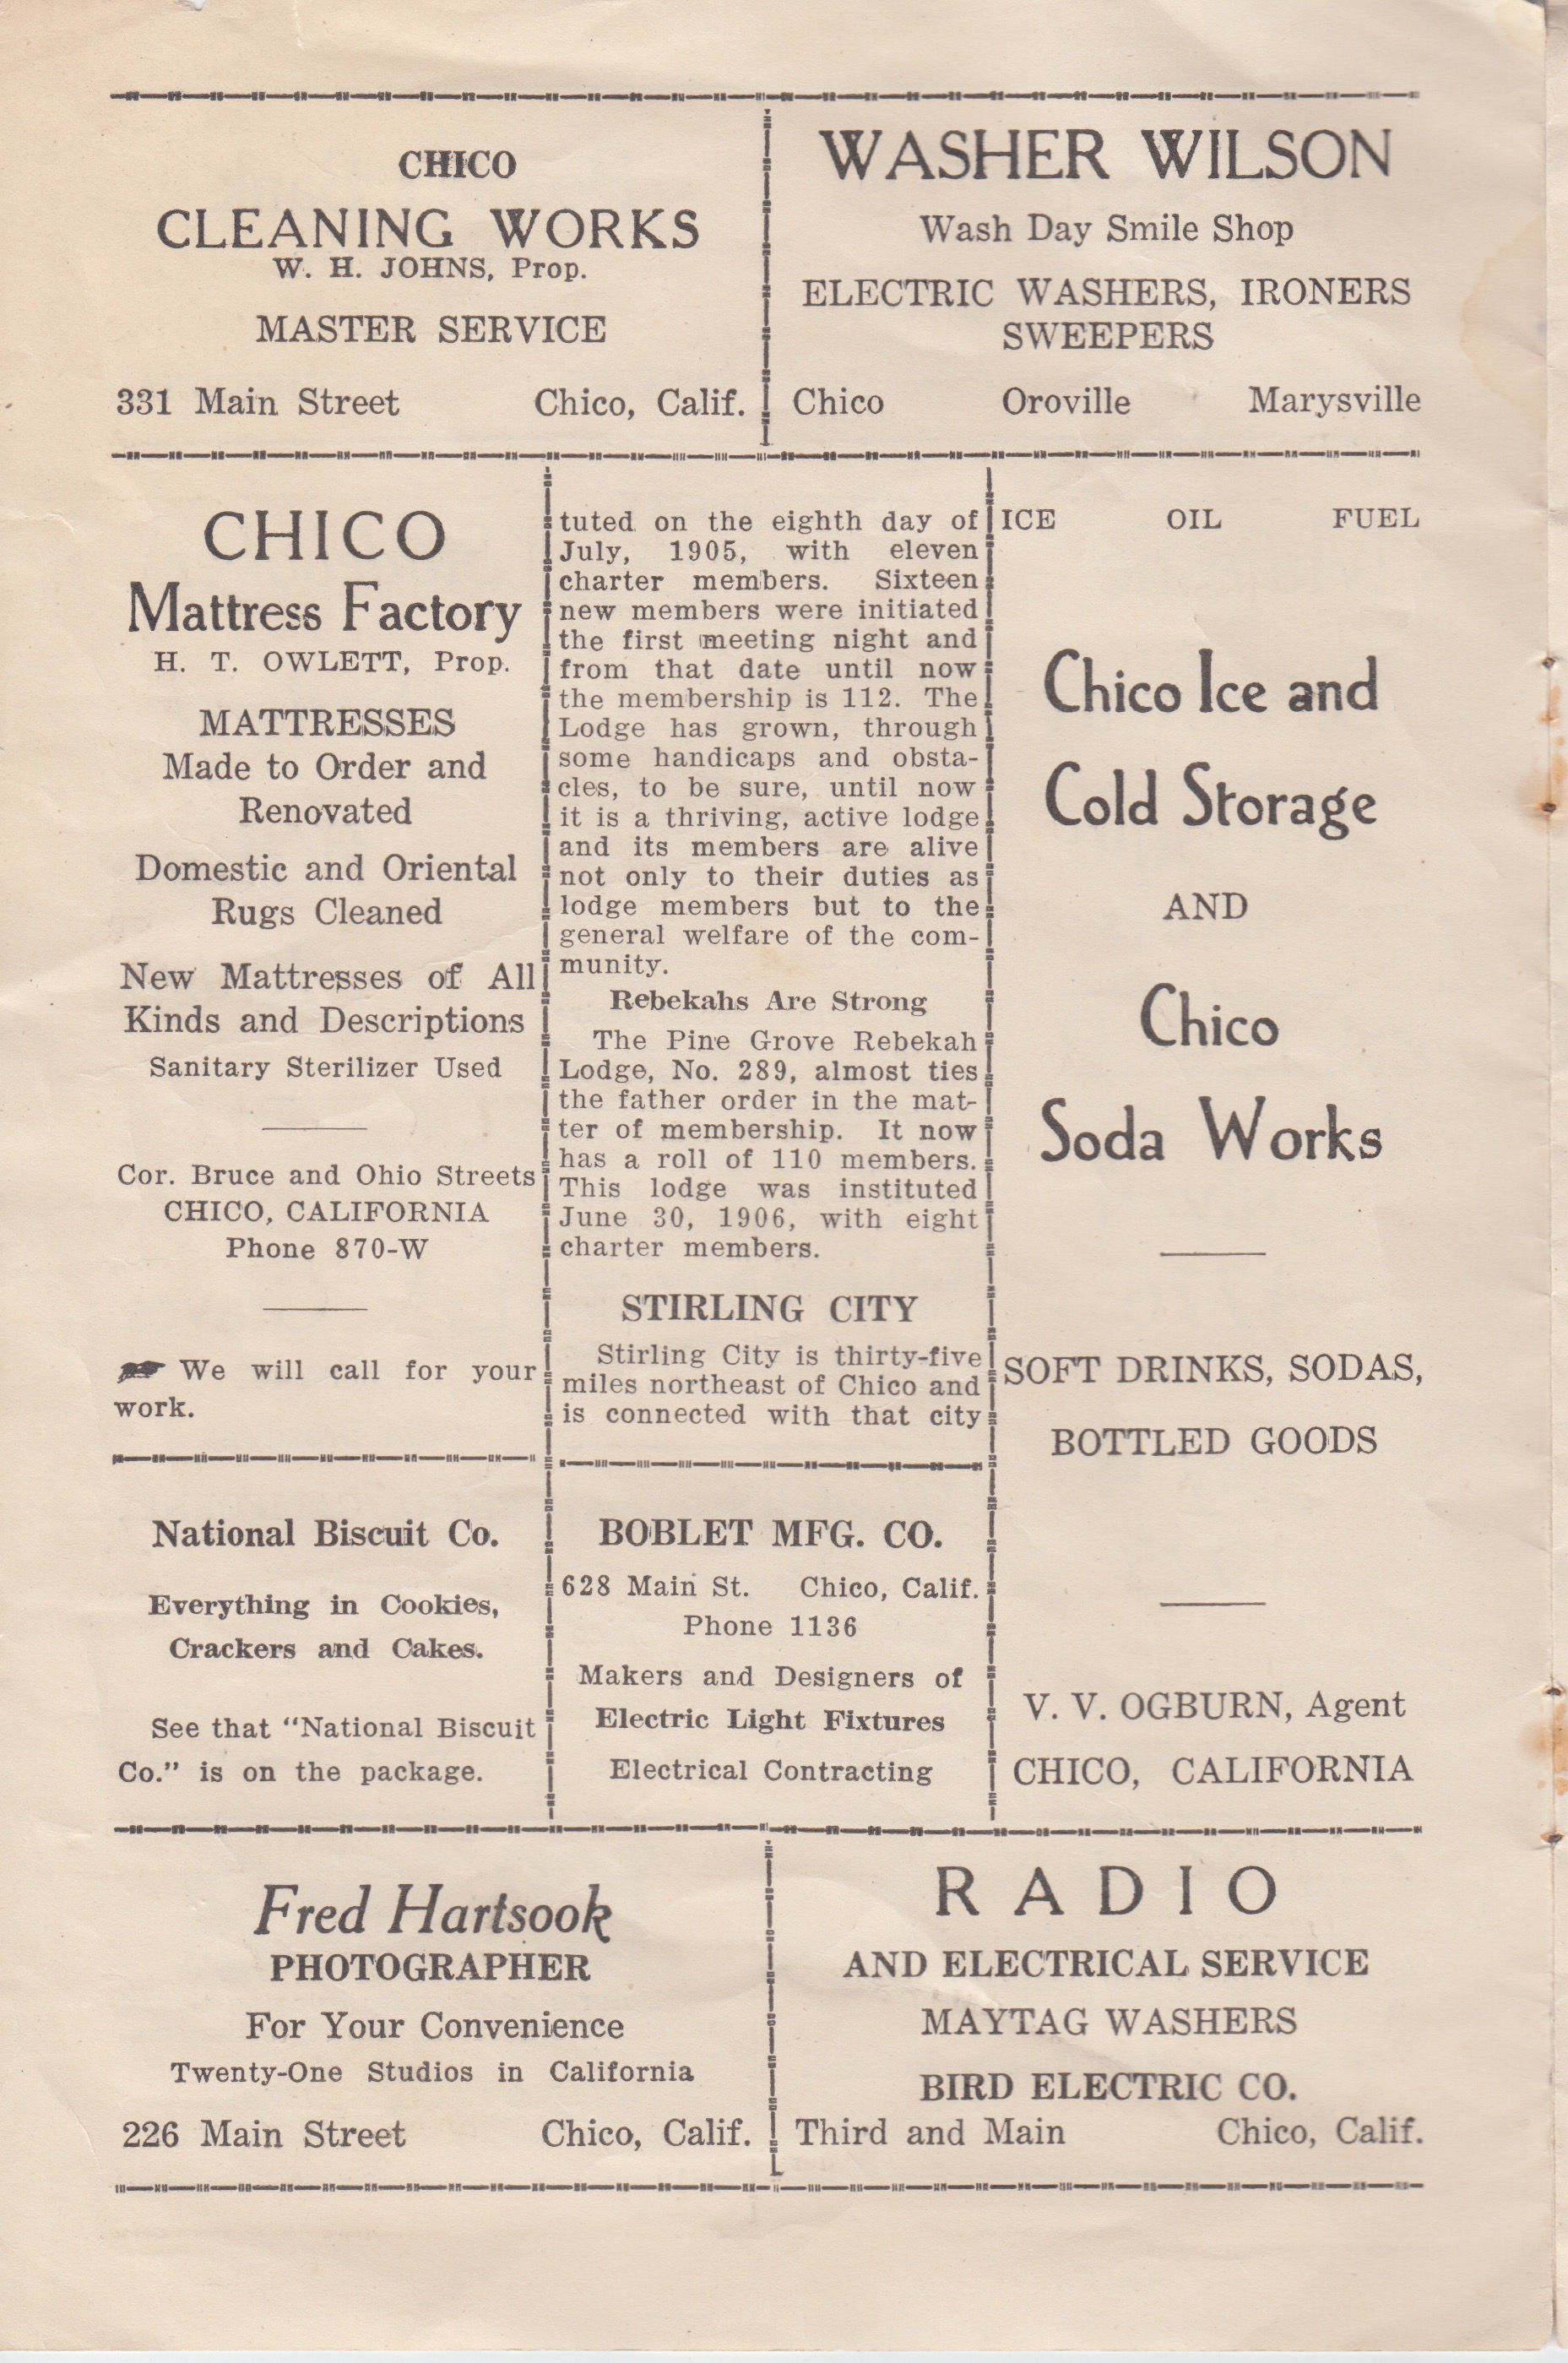 CHICO
CLEANING WORKS
W. H. JOHNS, Prop.
MASTER SERVICE
331 Main Street Chico, Calif.
WASHER WILSON
Wash Day Smile Shop
ELECTRIC WASHERS, IRONERS
SWEEPERS
Chico Oroville Marysville
CHICO
Mattress Factory
H. T. OWLETT, Prop.
MATTRESSES
Made to Order and
Renovated
Domestic and Oriental
Rugs Cleaned
New Mattresses of All
Kinds and Descriptions
Sanitary Sterilizer Used
Cor. Bruce and Ohio Streets
CHICO, CALIFORNIA
Phone 870-W
We will call for your
work.
National Biscuit Co.
Everything in Cookies,
Crackers and Cakes.
See that "National Biscuit
Co." is on the package.
tuted on the eighth day of
July, 1905, with eleven
charter members. Sixteen
new members were initiated
the first meeting night and
from that date until now
the membership is 112. The
Lodge has grown, through
some handicaps and obsta-
cles, to be sure, until now
it is a thriving, active lodge
and its members are alive
not only to their duties as
lodge members but to the
general welfare of the com-
munity.
Rebekahs Are Strong
The Pine Grove Rebekah
Lodge, No. 289, almost ties
the father order in the mat-
ter of membership. It now
has a roll of 110 members.
This lodge was instituted
June 30, 1906, with eight
charter members.
STIRLING CITY
Stirling City is thirty-five
miles northeast of Chico and
is connected with that city
BOBLET MFG. CO.
628 Main St. Chico, Calif.
Phone 1136
Makers and Designers of
Electric Light Fixtures
Electrical Contracting
ICE OIL FUEL
Chico Ice and
Cold Storage
AND
Chico
Soda Works
SOFT DRINKS, SODAS,
BOTTLED GOODS
V. V. OGBURN, Agent
CHICO, CALIFORNIA
Fred Hartsook
PHOTOGRAPHER
For Your Convenience
Twenty-One Studios in California
226 Main Street Chico, Calif.
RADIO
AND ELECTRICAL SERVICE
MAYTAG WASHERS
BIRD ELECTRIC CO.
Third and Main Chico, Calif.